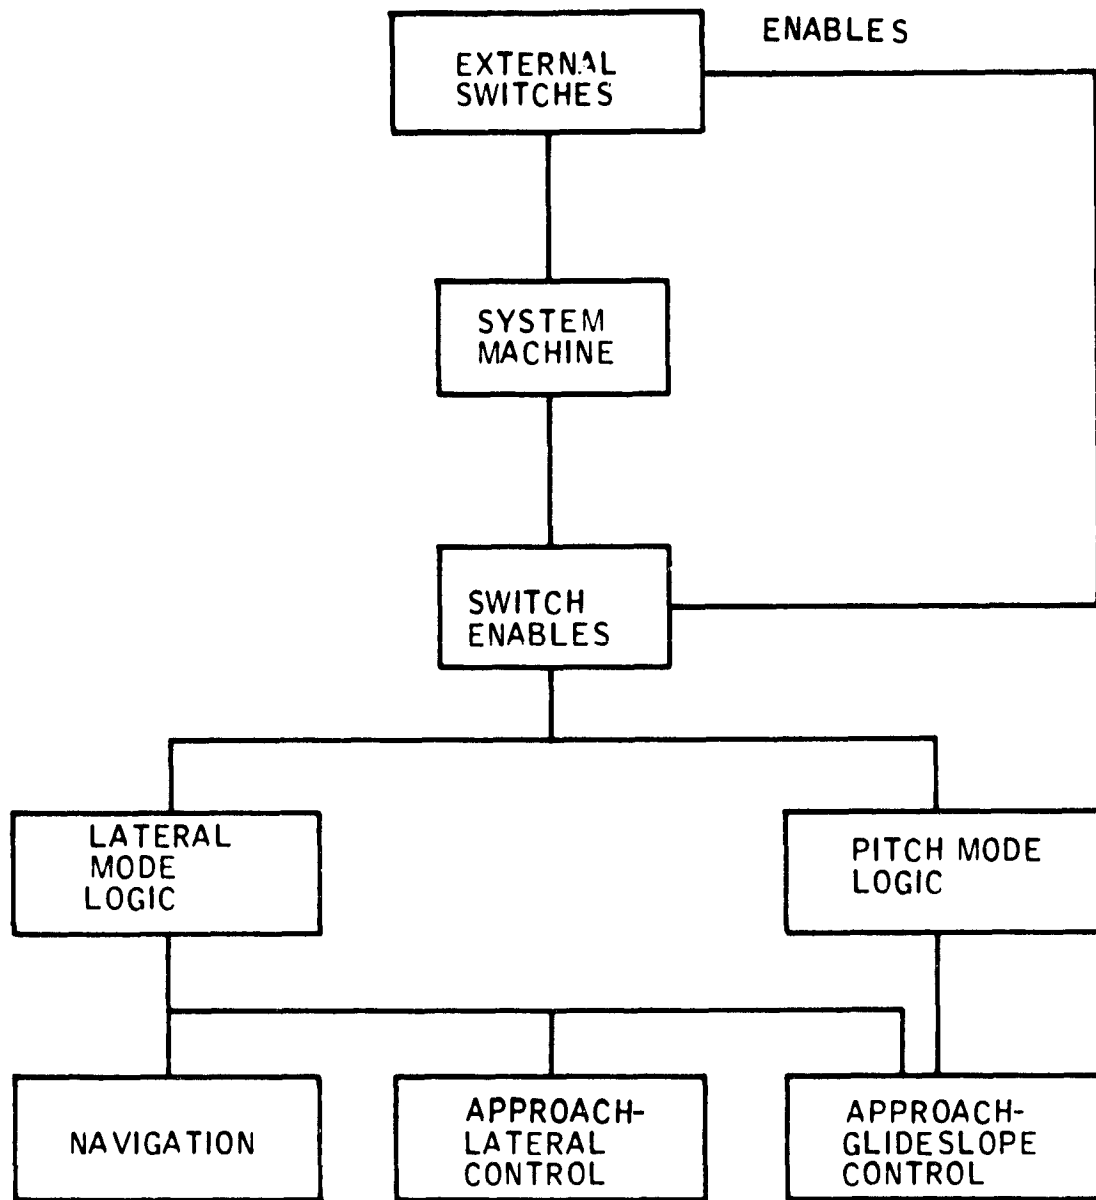 ENABLES
EXTERNAL
SWITCHES
SYSTEM
MACHINE
SWITCH
ENABLES
LATERAL
MODE
LOGIC
PITCH MODE
LOGIC
NAVIGATION
APPROACH-
LATERAL
CONTROL
APPROACH-
GLIDESLOPE
CONTROL